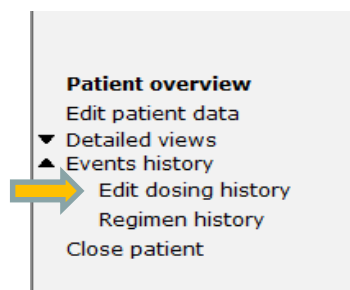 Patient overview
Edit patient data
Detailed views
Events history
Edit dosing history
Regimen history
Close patient